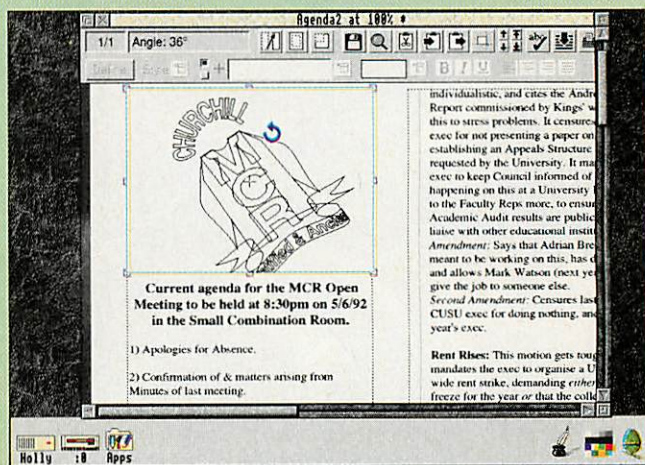 Agenda2 at 100% *
1/1
Angle: 36°
abc
Define
Style
B I U
CHURCHILL
MCR
& Ancient
Current agenda for the MCR Open
Meeting to be held at 8:30pm on 5/6/92
in the Small Combination Room.
1) Apologies for Absence.
2) Confirmation of & matters arising from
Minutes of last meeting.
individualistic, and cites the Andre
Report commissioned by Kings' w
this to stress problems. It censures
exec for not presenting a paper on
establishing an Appeals Structure
requested by the University. It ma
exec to keep Council informed of
happening on this at a University
to the Faculty Reps more, to ensu
Academic Audit results are public
liaise with other educational instit
Amendment: Says that Adrian Bre
meant to be working on this, has d
and allows Mark Watson (next ye
give the job to someone else.
Second Amendment: Censures las
CUSU exec for doing nothing, an
year's exec.
Rent Rises: This motion gets toug
mandates the exec to organise a U
wide rent strike, demanding either
freeze for the year or that the colle
Holly
:0
Apps